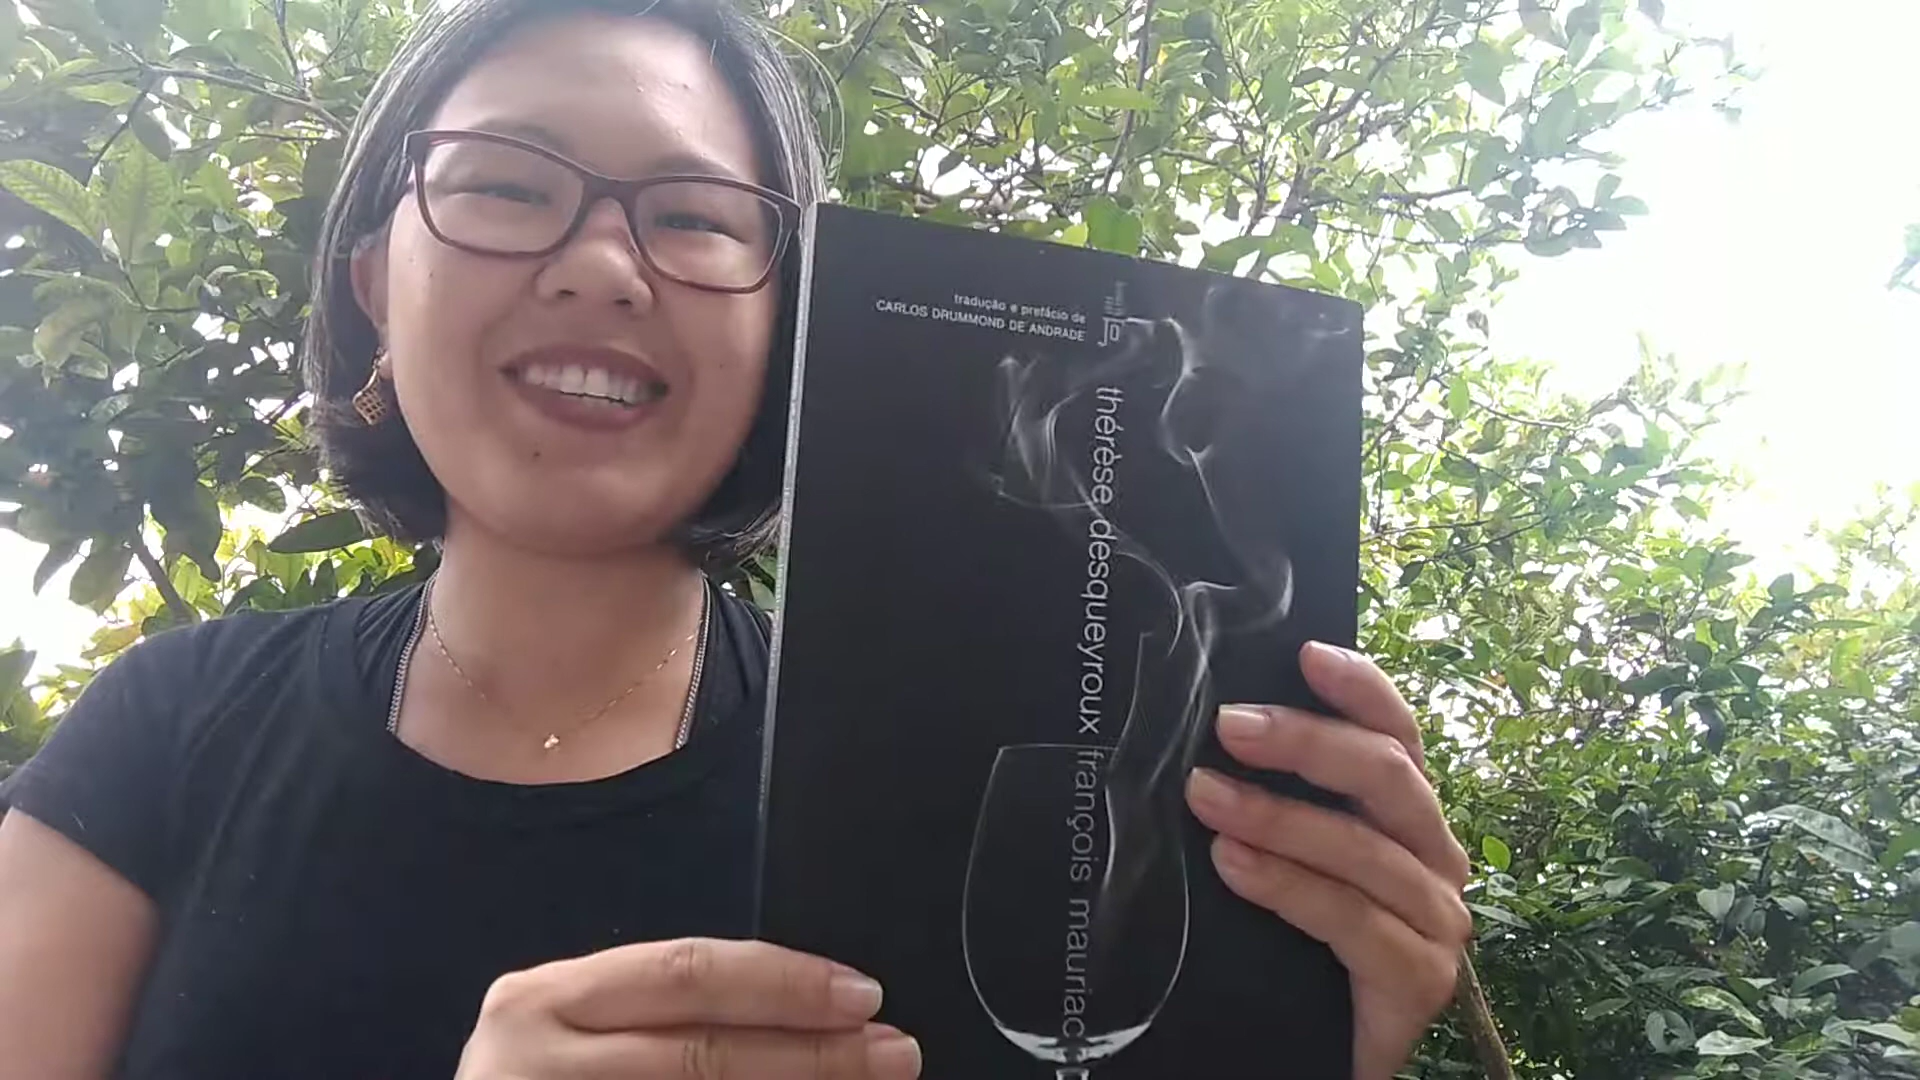 tradução e prefácio de
CARLOS DRUMMOND DE ANDRADE
thérèse desqueyroux françois mauriac